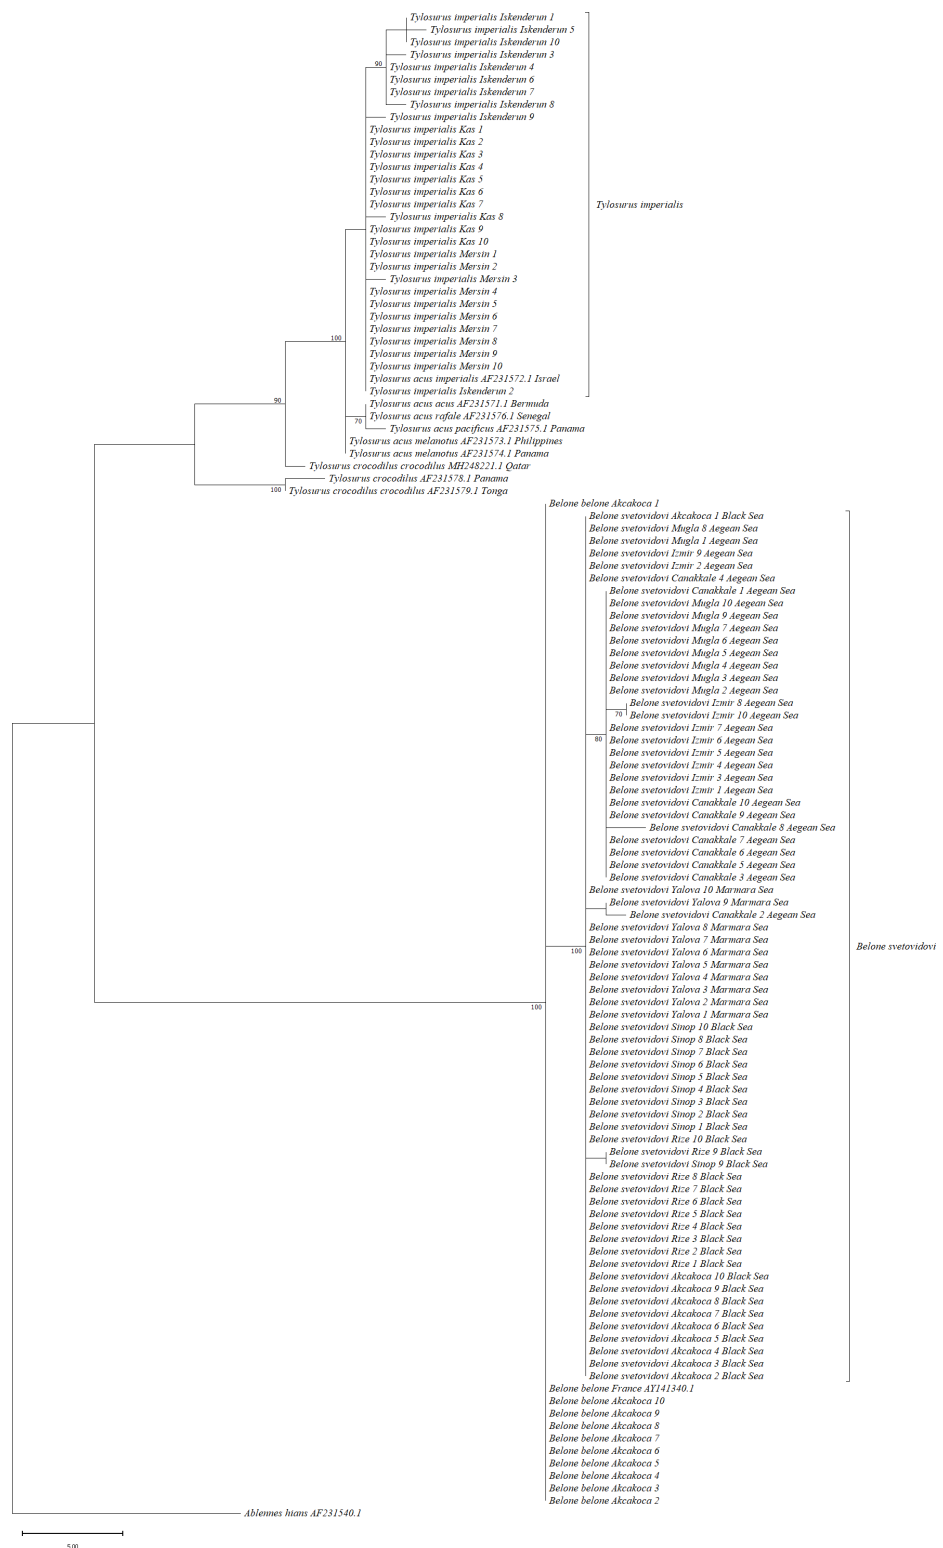 Tylosurus imperialis Iskenderun 1
Tylosurus imperialis Iskenderun 5
Tylosurus imperialis Iskenderun 10
Tylosurus imperialis Iskenderun 3
90
Tylosurus imperialis Iskenderun 4
Tylosurus imperialis Iskenderun 6
Tylosurus imperialis Iskenderun 7
Tylosurus imperialis Iskenderun 8
Tylosurus imperialis Iskenderun 9
Tylosurus imperialis Kas 1
Tylosurus imperialis Kas 2
Tylosurus imperialis Kas 3
Tylosurus imperialis Kas 4
Tylosurus imperialis Kas 5
Tylosurus imperialis Kas 6
Tylosurus imperialis Kas 7
Tylosurus imperialis
Tylosurus imperialis Kas 8
Tylosurus imperialis Kas 9
Tylosurus imperialis Kas 10
Tylosurus imperialis Mersin 1
Tylosurus imperialis Mersin 2
Tylosurus imperialis Mersin 3
Tylosurus imperialis Mersin 4
Tylosurus imperialis Mersin 5
Tylosurus imperialis Mersin 6
Tylosurus imperialis Mersin 7
100
Tylosurus imperialis Mersin 8
Tylosurus imperialis Mersin 9
Tylosurus imperialis Mersin 10
Tylosurus acus imperialis AF231572.1 Israel
Tylosurus imperialis Iskenderun 2
90
Tylosurus acus acus AF231571.1 Bermuda
Tylosurus acus rafale AF231576.1 Senegal
70
Tylosurus acus pacificus AF231575.1 Panama
Tylosurus acus melanotus AF231573.1 Philippines
Tylosurus acus melanotus AF231574.1 Panama
Tylosurus crocodilus crocodilus MH248221.1 Qatar
Tylosurus crocodilus AF231578.1 Panama
100
Tylosurus crocodilus crocodilus AF231579.1 Tonga
Belone belone Akcakoca 1
Belone svetovidovi Akcakoca 1 Black Sea
Belone svetovidovi Mugla 8 Aegean Sea
Belone svetovidovi Mugla 1 Aegean Sea
Belone svetovidovi Izmir 9 Aegean Sea
Belone svetovidovi Izmir 2 Aegean Sea
Belone svetovidovi Canakkale 4 Aegean Sea
Belone svetovidovi Canakkale 1 Aegean Sea
Belone svetovidovi Mugla 10 Aegean Sea
Belone svetovidovi Mugla 9 Aegean Sea
Belone svetovidovi Mugla 7 Aegean Sea
Belone svetovidovi Mugla 6 Aegean Sea
Belone svetovidovi Mugla 5 Aegean Sea
Belone svetovidovi Mugla 4 Aegean Sea
Belone svetovidovi Mugla 3 Aegean Sea
Belone svetovidovi Mugla 2 Aegean Sea
Belone svetovidovi Izmir 8 Aegean Sea
70
Belone svetovidovi Izmir 10 Aegean Sea
Belone svetovidovi Izmir 7 Aegean Sea
80
Belone svetovidovi Izmir 6 Aegean Sea
Belone svetovidovi Izmir 5 Aegean Sea
Belone svetovidovi Izmir 4 Aegean Sea
Belone svetovidovi Izmir 3 Aegean Sea
Belone svetovidovi Izmir 1 Aegean Sea
Belone svetovidovi Canakkale 10 Aegean Sea
Belone svetovidovi Canakkale 9 Aegean Sea
Belone svetovidovi Canakkale 8 Aegean Sea
Belone svetovidovi Canakkale 7 Aegean Sea
Belone svetovidovi Canakkale 6 Aegean Sea
Belone svetovidovi Canakkale 5 Aegean Sea
Belone svetovidovi Canakkale 3 Aegean Sea
Belone svetovidovi Yalova 10 Marmara Sea
Belone svetovidovi Yalova 9 Marmara Sea
Belone svetovidovi Canakkale 2 Aegean Sea
Belone svetovidovi Yalova 8 Marmara Sea
Belone svetovidovi Yalova 7 Marmara Sea
Belone svetovidovi
100
Belone svetovidovi Yalova 6 Marmara Sea
Belone svetovidovi Yalova 5 Marmara Sea
Belone svetovidovi Yalova 4 Marmara Sea
Belone svetovidovi Yalova 3 Marmara Sea
Belone svetovidovi Yalova 2 Marmara Sea
100
Belone svetovidovi Yalova 1 Marmara Sea
Belone svetovidovi Sinop 10 Black Sea
Belone svetovidovi Sinop 8 Black Sea
Belone svetovidovi Sinop 7 Black Sea
Belone svetovidovi Sinop 6 Black Sea
Belone svetovidovi Sinop 5 Black Sea
Belone svetovidovi Sinop 4 Black Sea
Belone svetovidovi Sinop 3 Black Sea
Belone svetovidovi Sinop 2 Black Sea
Belone svetovidovi Sinop 1 Black Sea
Belone svetovidovi Rize 10 Black Sea
Belone svetovidovi Rize 9 Black Sea
Belone svetovidovi Sinop 9 Black Sea
Belone svetovidovi Rize 8 Black Sea
Belone svetovidovi Rize 7 Black Sea
Belone svetovidovi Rize 6 Black Sea
Belone svetovidovi Rize 5 Black Sea
Belone svetovidovi Rize 4 Black Sea
Belone svetovidovi Rize 3 Black Sea
Belone svetovidovi Rize 2 Black Sea
Belone svetovidovi Rize 1 Black Sea
Belone svetovidovi Akcakoca 10 Black Sea
Belone svetovidovi Akcakoca 9 Black Sea
Belone svetovidovi Akcakoca 8 Black Sea
Belone svetovidovi Akcakoca 7 Black Sea
Belone svetovidovi Akcakoca 6 Black Sea
Belone svetovidovi Akcakoca 5 Black Sea
Belone svetovidovi Akcakoca 4 Black Sea
Belone svetovidovi Akcakoca 3 Black Sea
Belone svetovidovi Akcakoca 2 Black Sea
Belone belone France AY141340.1
Belone belone Akcakoca 10
Belone belone Akcakoca 9
Belone belone Akcakoca 8
Belone belone Akcakoca 7
Belone belone Akcakoca 6
Belone belone Akcakoca 5
Belone belone Akcakoca 4
Belone belone Akcakoca 3
Belone belone Akcakoca 2
Ablennes hians AF231540.1
5.00